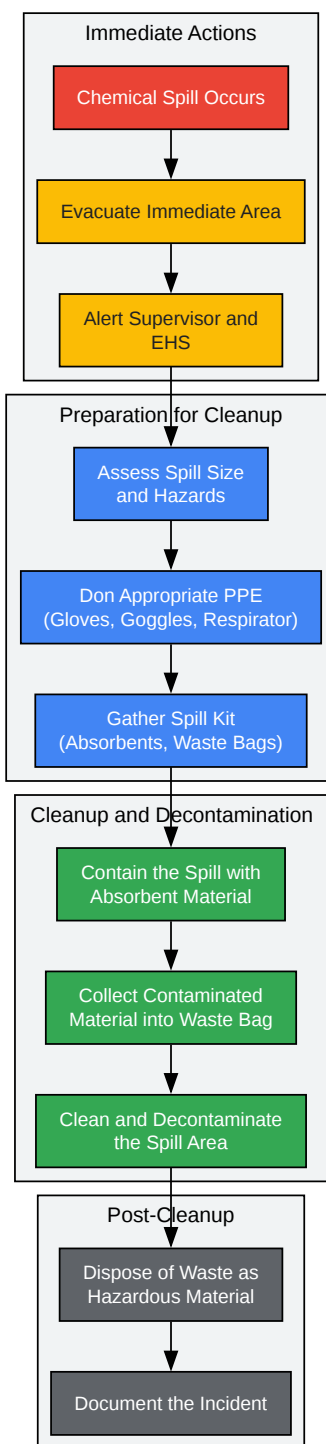 Immediate Actions
Chemical Spill Occurs
Evacuate Immediate Area
Alert Supervisor and
EHS
Preparation for Cleanup
Assess Spill Size
and Hazards
Don Appropriate PPE
(Gloves, Goggles, Respirator)
Gather Spill Kit
(Absorbents, Waste Bags)
Cleanup and Decontamination
Contain the Spill with
Absorbent Material
Collect Contaminated
Material into Waste Bag
Clean and Decontaminate
the Spill Area
Post-Cleanup
Dispose of Waste as
Hazardous Material
Document the Incident